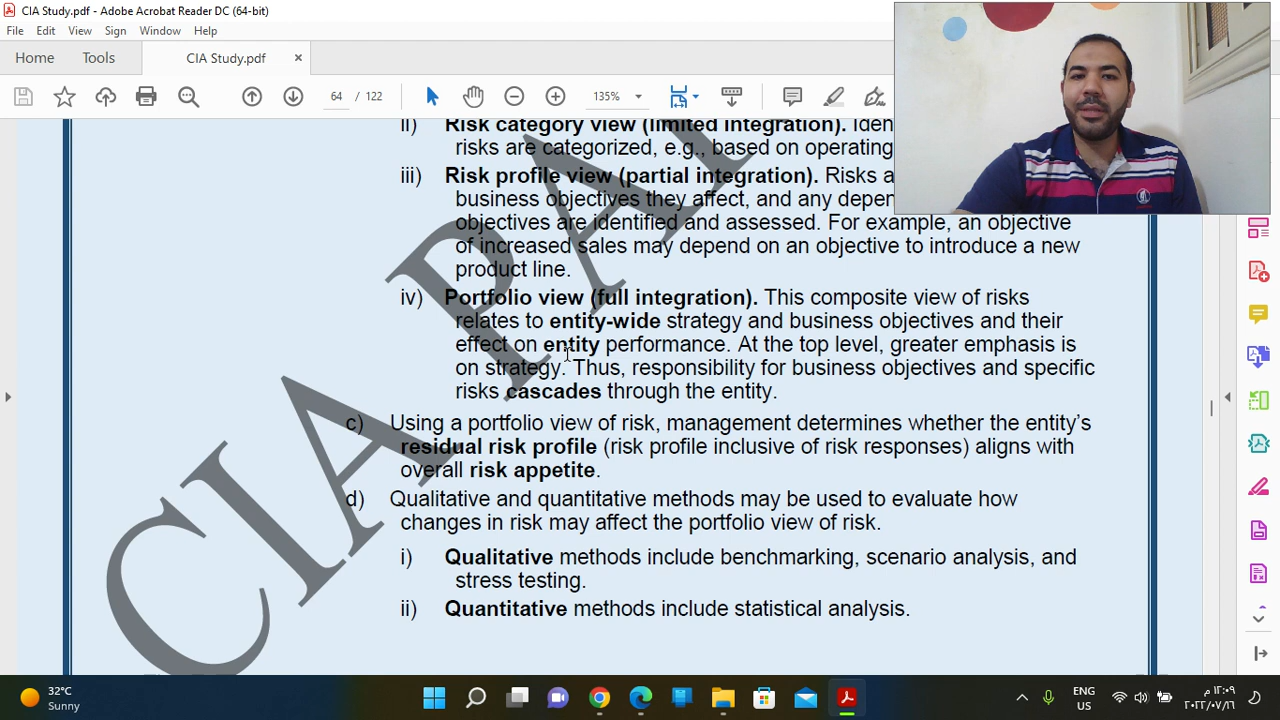 CIA Study.pdf - Adobe Acrobat Reader DC (64-bit)
File Edit View Sign Window Help
Home Tools CIA Study.pdf ×
64 / 122 135%
ii) Risk category view (limited integration). Iden
risks are categorized, e.g., based on operating
iii) Risk profile view (partial integration). Risks a
business objectives they affect, and any depen
objectives are identified and assessed. For example, an objective
of increased sales may depend on an objective to introduce a new
product line.
iv) Portfolio view (full integration). This composite view of risks
relates to entity-wide strategy and business objectives and their
effect on entity performance. At the top level, greater emphasis is
on strategy. Thus, responsibility for business objectives and specific
risks cascades through the entity.
c) Using a portfolio view of risk, management determines whether the entity's
residual risk profile (risk profile inclusive of risk responses) aligns with
overall risk appetite.
d) Qualitative and quantitative methods may be used to evaluate how
changes in risk may affect the portfolio view of risk.
i) Qualitative methods include benchmarking, scenario analysis, and
stress testing.
ii) Quantitative methods include statistical analysis.
CIA PA
32°C
Sunny
ENG
US
١٢:٠٩ م
٢٠٢٢/٠٧/١٦